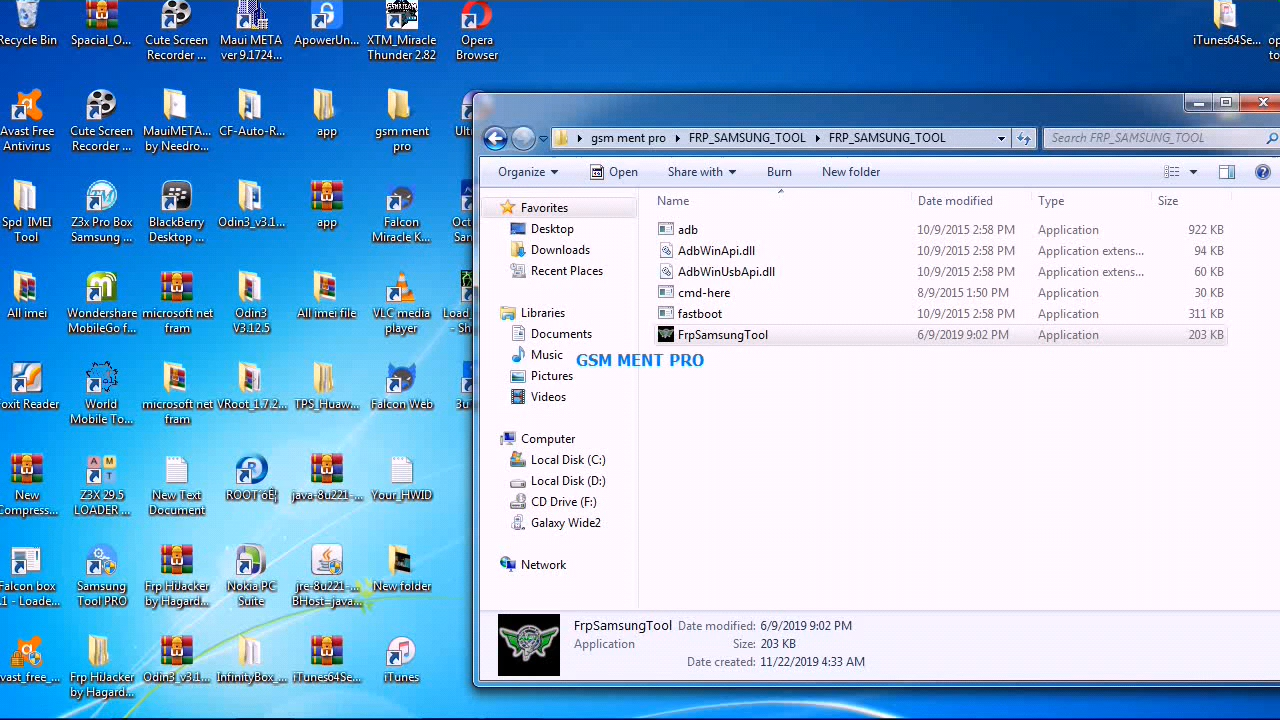 Recycle Bin
Spacial_O...
Cute Screen
Recorder ...
Maui META
ver 9.1724...
ApowerUn...
XTM_Miracle
Thunder 2.82
Opera
Browser
iTunes64Se...
Avast Free
Antivirus
Cute Screen
Recorder ...
MauiMETA...
by Needro...
CF-Auto-R...
app
gsm ment
pro
Spd IMEI
Tool
Z3x Pro Box
Samsung ...
BlackBerry
Desktop ...
Odin3_v3.1...
app
Falcon
Miracle K...
All imei
Wondershare
MobileGo f...
microsoft net
fram
Odin3
V3.12.5
All imei file
VLC media
player
oxit Reader
World
Mobile To...
microsoft net
fram
VRoot_1.7.2...
TPS_Huaw...
Falcon Web
New
Compress...
Z3X 29.5
LOADER ...
New Text
Document
ROOT
java-8u221-...
Your_HWID
Falcon box
.1 - Loade...
Samsung
Tool PRO
Frp HiJacker
by Hagard...
Nokia PC
Suite
jre-8u221-...
BHost=java...
New folder
vast_free_...
Frp HiJacker
by Hagard...
Odin3_v3.1...
InfinityBox_...
iTunes64Se...
iTunes
gsm ment pro
FRP_SAMSUNG_TOOL
FRP_SAMSUNG_TOOL
Search FRP_SAMSUNG_TOOL
Organize Open Share with Burn New folder
Favorites
Desktop
Downloads
Recent Places
Libraries
Documents
Music
Pictures
Videos
Computer
Local Disk (C:)
Local Disk (D:)
CD Drive (F:)
Galaxy Wide2
Network
Name Date modified Type Size
adb 10/9/2015 2:58 PM Application 922 KB
AdbWinApi.dll 10/9/2015 2:58 PM Application extens... 94 KB
AdbWinUsbApi.dll 10/9/2015 2:58 PM Application extens... 60 KB
cmd-here 8/9/2015 1:50 PM Application 30 KB
fastboot 10/9/2015 2:58 PM Application 311 KB
FrpSamsungTool 6/9/2019 9:02 PM Application 203 KB
GSM MENT PRO
FrpSamsungTool Date modified: 6/9/2019 9:02 PM
Application Size: 203 KB
Date created: 11/22/2019 4:33 AM